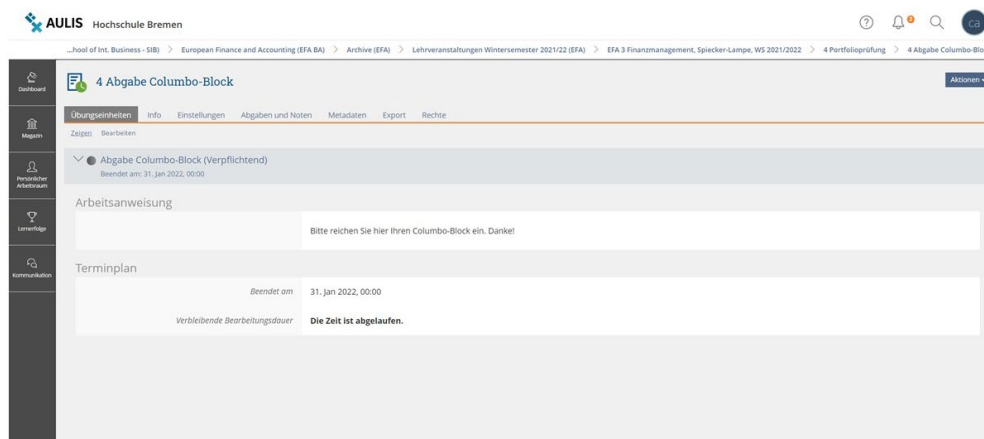 AULIS Hochschule Bremen
2
ca
...hool of Int. Business - SIB) > European Finance and Accounting (EFA BA) > Archive (EFA) > Lehrveranstaltungen Wintersemester 2021/22 (EFA) > EFA 3 Finanzmanagement, Spiecker-Lampe, WS 2021/2022 > 4 Portfolioprüfung > 4 Abgabe Columbo-Blo
Dashboard
Magazin
Persönlicher
Arbeitsraum
Lernerfolge
Kommunikation
4 Abgabe Columbo-Block
Aktionen
Übungseinheiten Info Einstellungen Abgaben und Noten Metadaten Export Rechte
Zeigen Bearbeiten
Abgabe Columbo-Block (Verpflichtend)
Beendet am: 31. Jan 2022, 00:00
Arbeitsanweisung
Bitte reichen Sie hier Ihren Columbo-Block ein. Danke!
Terminplan
Beendet am 31. Jan 2022, 00:00
Verbleibende Bearbeitungsdauer Die Zeit ist abgelaufen.